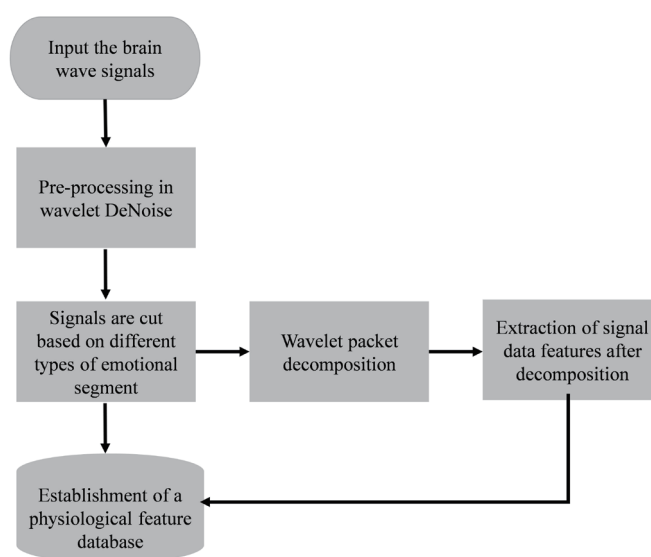 Input the brain
wave signals
Pre-processing in
wavelet DeNoise
Signals are cut
based on different
types of emotional
segment
Wavelet packet
decomposition
Extraction of signal
data features after
decomposition
Establishment of a
physiological feature
database